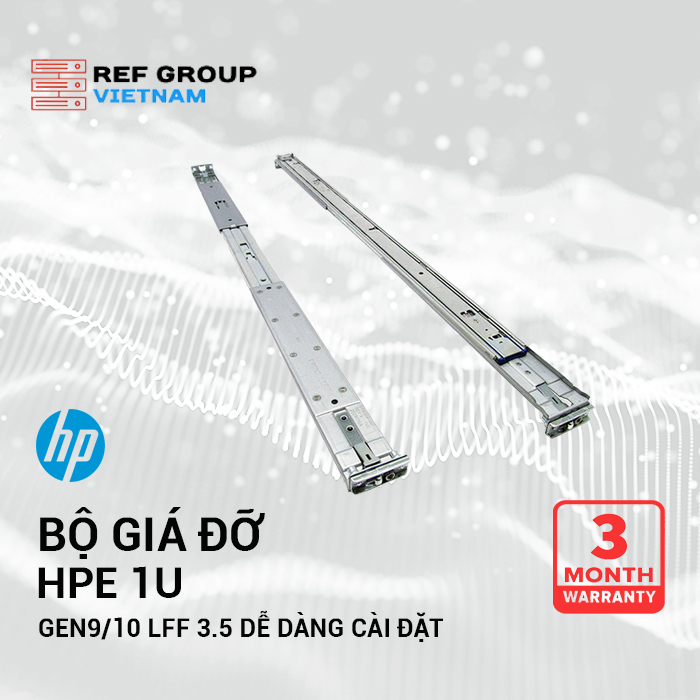 REF GROUP
VIETNAM
hp
BỘ GIÁ ĐỠ
HPE 1U
GEN9/10 LFF 3.5 DỄ DÀNG CÀI ĐẶT
3
MONTH
WARRANTY